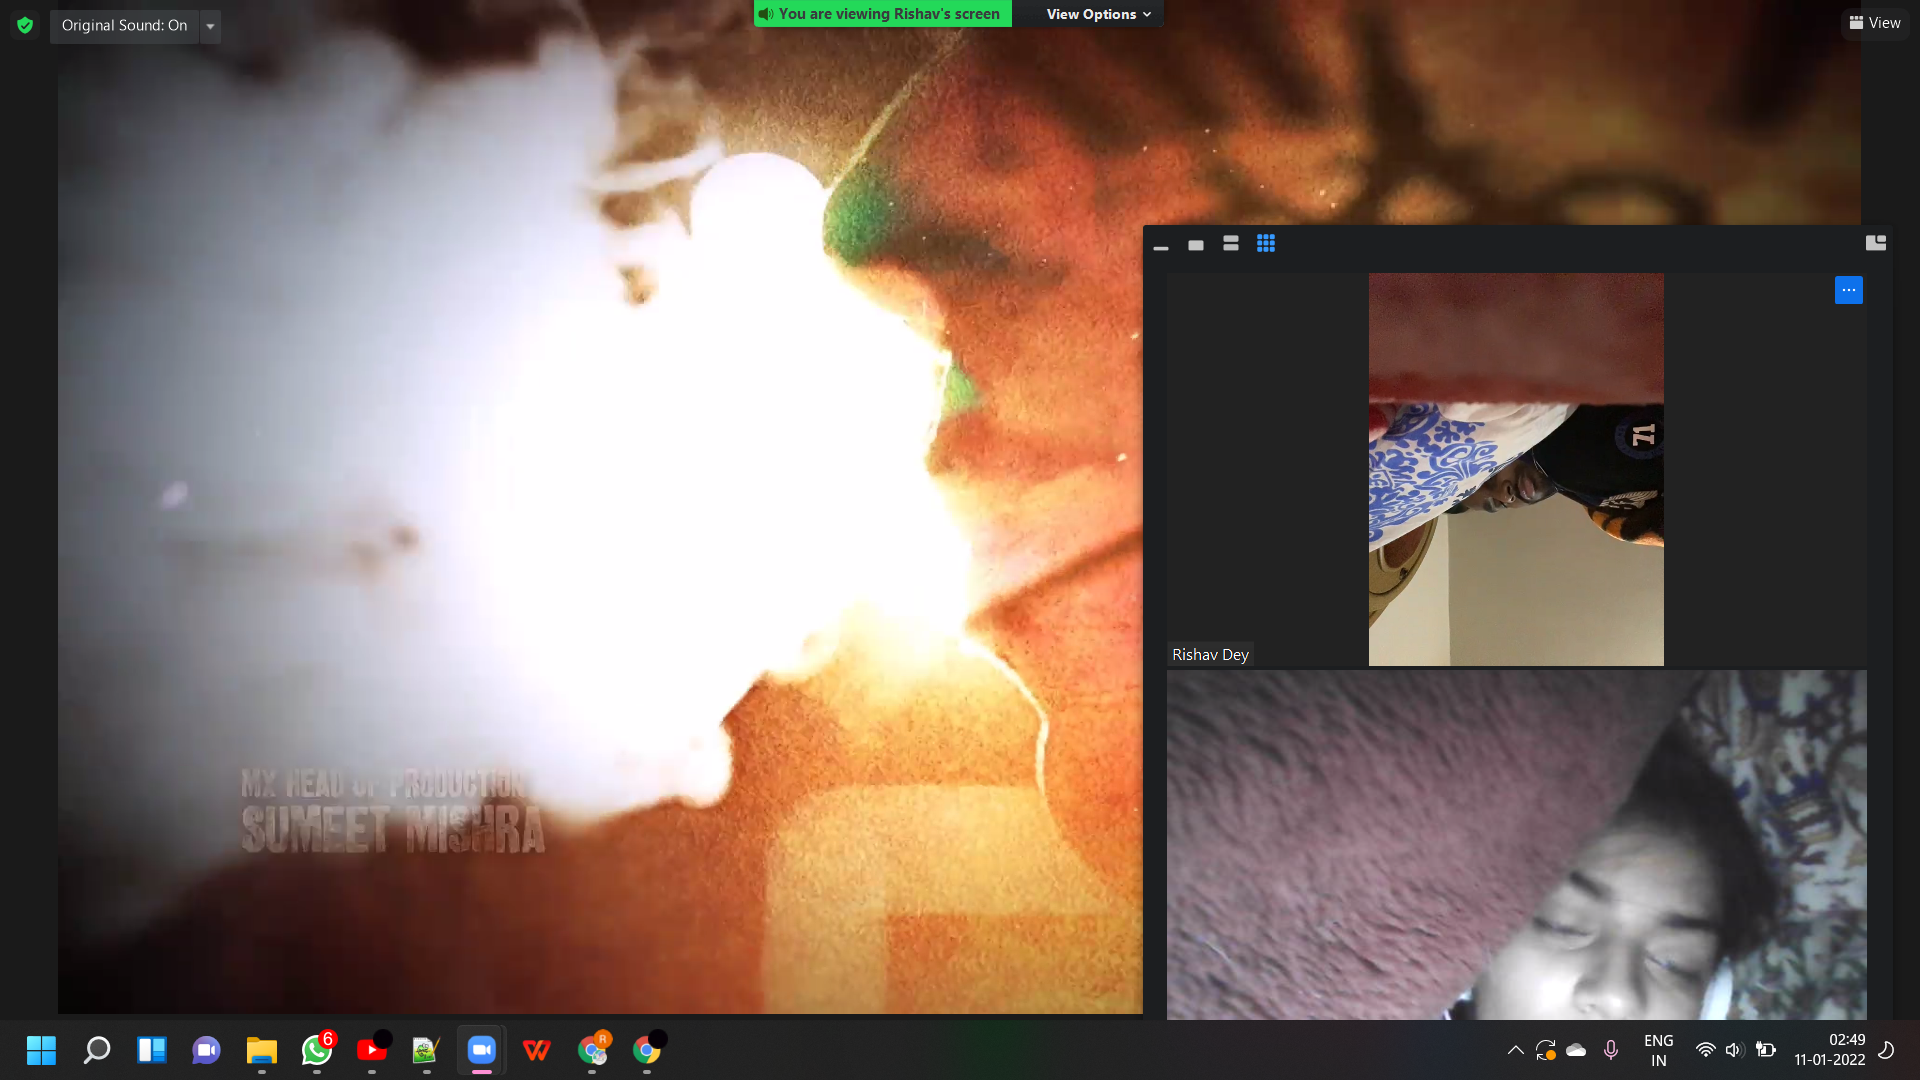 Original Sound: On
You are viewing Rishav's screen
View Options
View
71
Rishav Dey
MX HEAD OF PRODUCTION
SUMEET MISHRA
6
R
ENG
IN
02:49
11-01-2022